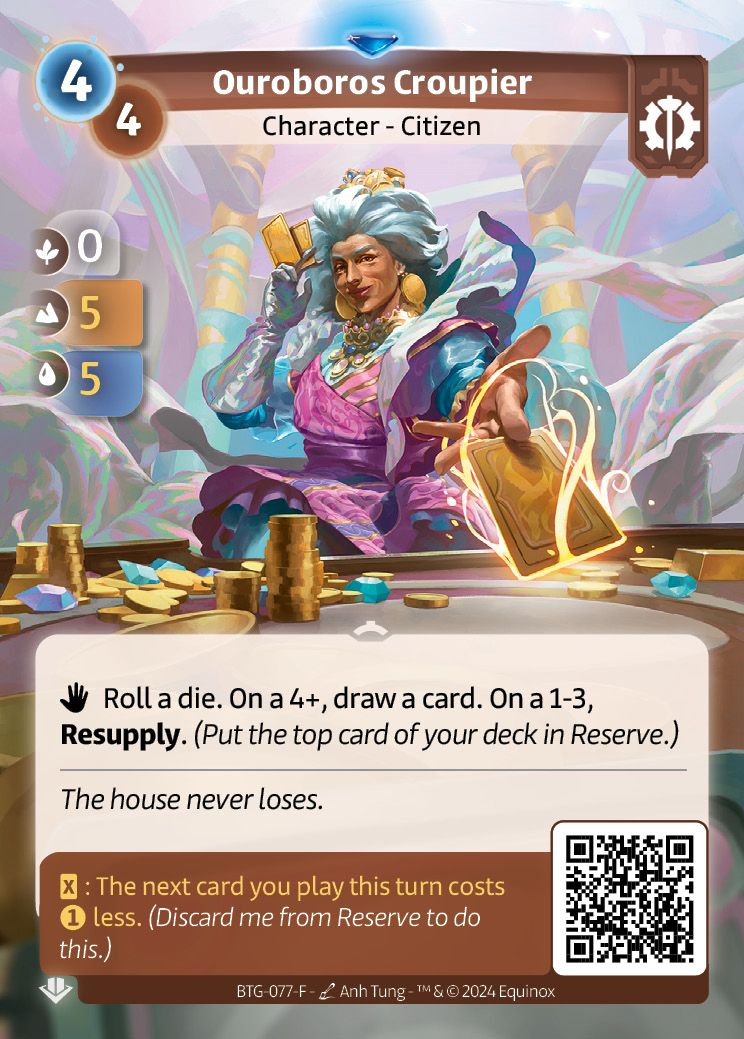 4
Ouroboros Croupier
4
Character - Citizen
0
5
5
Roll a die. On a 4+, draw a card. On a 1-3,
Resupply. (Put the top card of your deck in Reserve.)
The house never loses.
X : The next card you play this turn costs
1 less. (Discard me from Reserve to do
this.)
BTG-077-F - Anh Tung - ™ & © 2024 Equinox